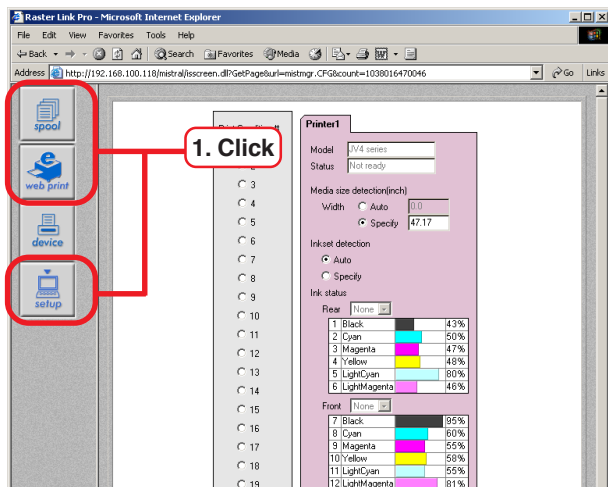 Raster Link Pro - Microsoft Internet Explorer
File Edit View Favorites Tools Help
Back Search Favorites Media
Address http://192.168.100.118/mistral/isscreen.dll?GetPage&url=mistmgr.CFG&count=1038016470046 Go Links
spool
web print
device
setup
1. Click
3
4
5
6
7
8
9
10
11
12
13
14
15
16
17
18
19
Printer1
Model JV4 series
Status Not ready
Media size detection(inch)
Width Auto 0.0
Specify 47.17
Inkset detection
Auto
Specify
Ink status
Rear None
1 Black 43%
2 Cyan 50%
3 Magenta 47%
4 Yellow 48%
5 LightCyan 80%
6 LightMagenta 46%
Front None
7 Black 95%
8 Cyan 60%
9 Magenta 55%
10 Yellow 58%
11 LightCyan 55%
12 LightMagenta 81%